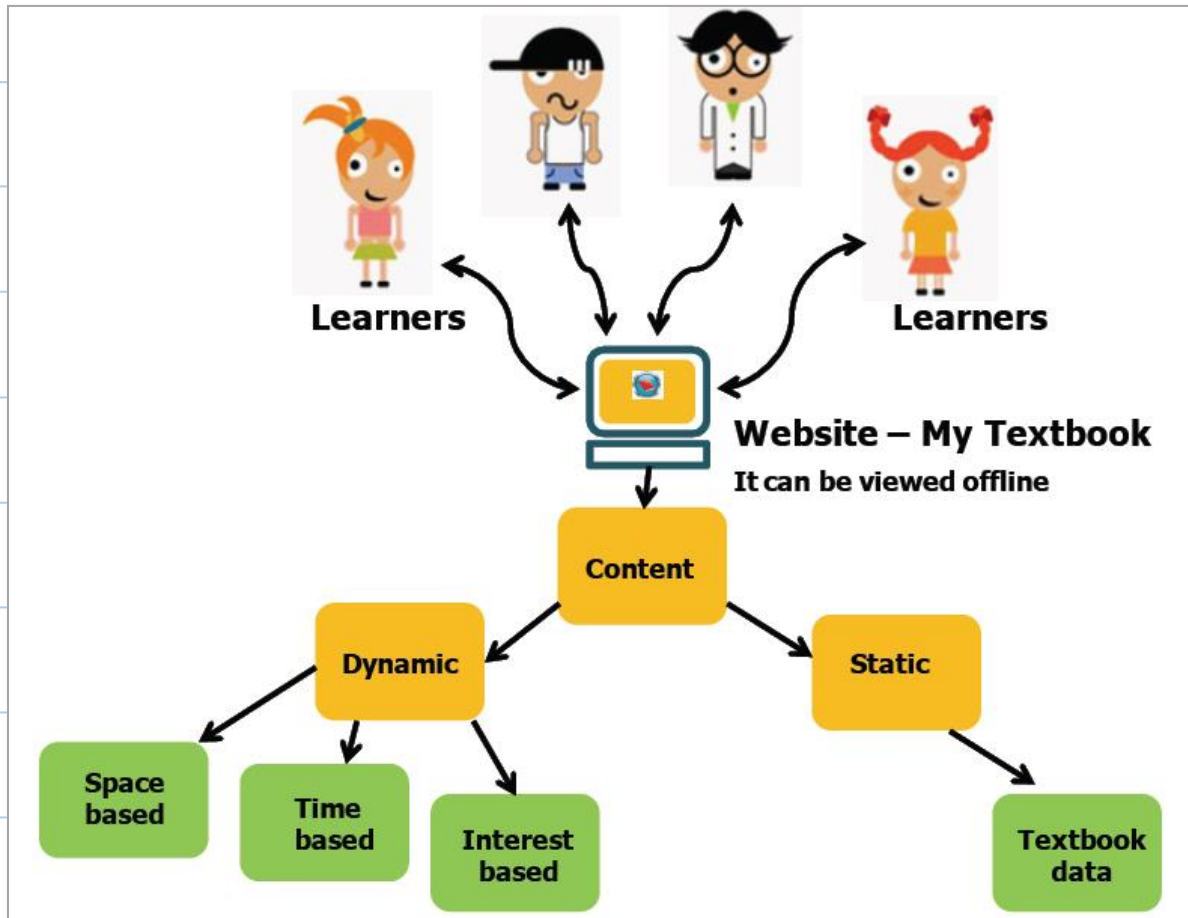 Learners
Learners
Website – My Textbook
It can be viewed offline
Content
Dynamic
Static
Space
based
Time
based
Interest
based
Textbook
data